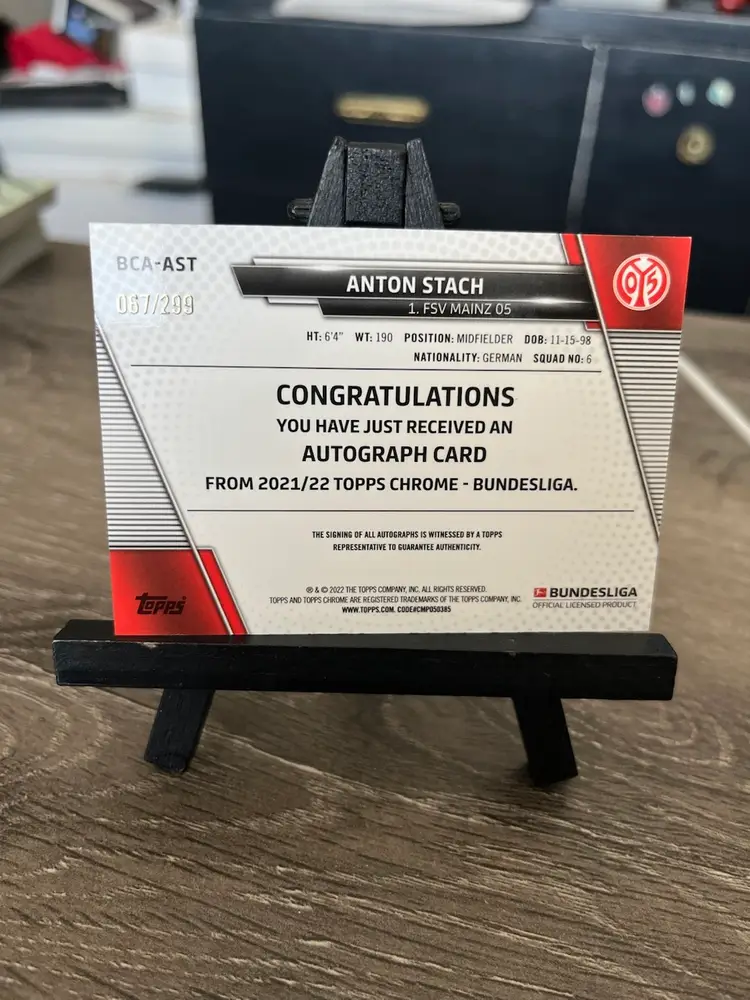 BCA-AST
067/299
ANTON STACH
1. FSV MAINZ 05
HT: 6'4" WT: 190 POSITION: MIDFIELDER DOB: 11-15-98
NATIONALITY: GERMAN SQUAD NO: 6
CONGRATULATIONS
YOU HAVE JUST RECEIVED AN
AUTOGRAPH CARD
FROM 2021/22 TOPPS CHROME - BUNDESLIGA.
THE SIGNING OF ALL AUTOGRAPHS IS WITNESSED BY A TOPPS
REPRESENTATIVE TO GUARANTEE AUTHENTICITY.
® & © 2022 THE TOPPS COMPANY, INC. ALL RIGHTS RESERVED.
TOPPS AND TOPPS CHROME ARE REGISTERED TRADEMARKS OF THE TOPPS COMPANY, INC.
WWW.TOPPS.COM. CODE#CMP050385
topps
BUNDESLIGA
OFFICIAL LICENSED PRODUCT